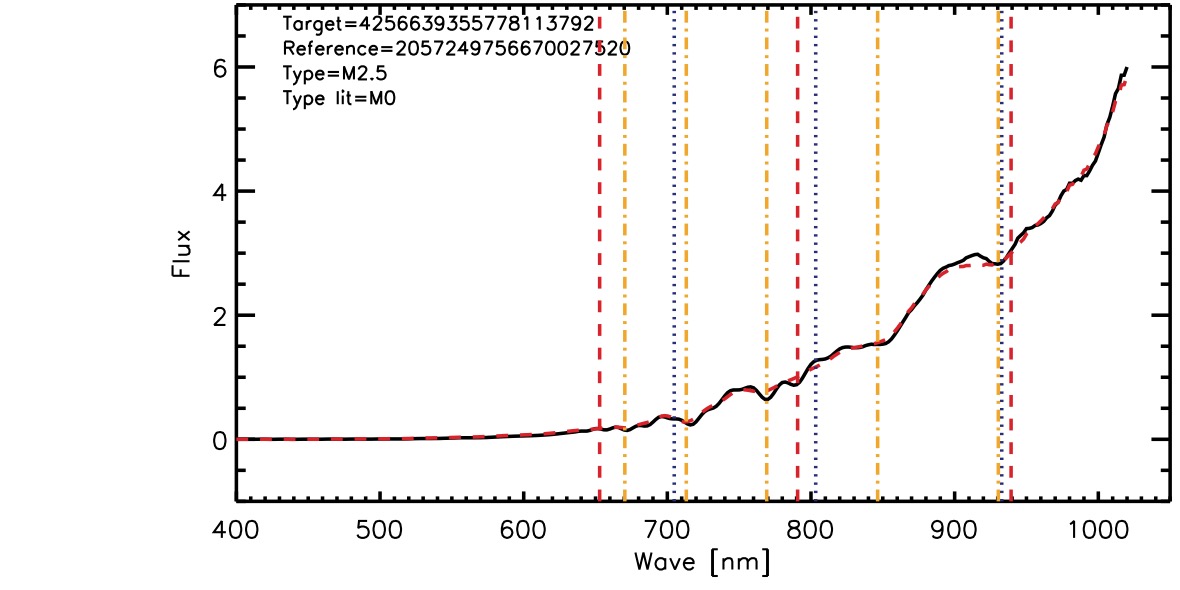 Target=4256639355778113792
Reference=2057249756670027520
Type=M2.5
Type lit=M0
6
4
2
0
Flux
400 500 600 700 800 900 1000
Wave [nm]